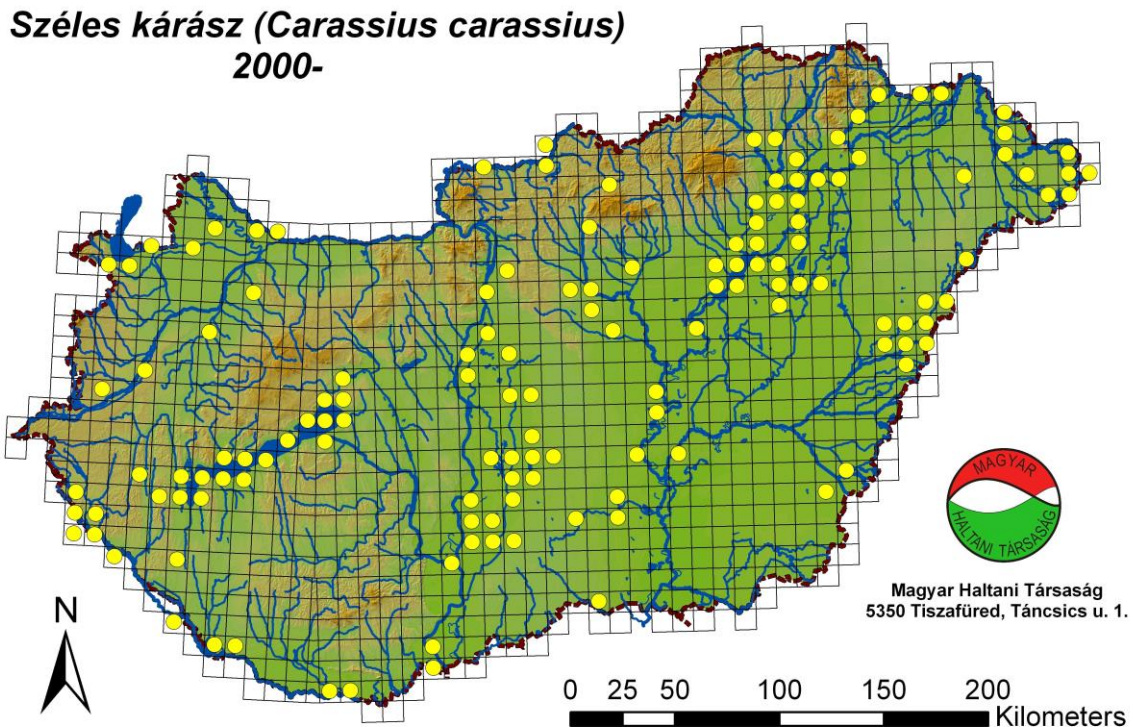 Széles kárász (Carassius carassius)
2000-
MAGYAR
HALTANI TÁRSASÁG
Magyar Haltani Társaság
5350 Tiszafüred, Táncsics u. 1.
N
0 25 50 100 150 200
Kilometers